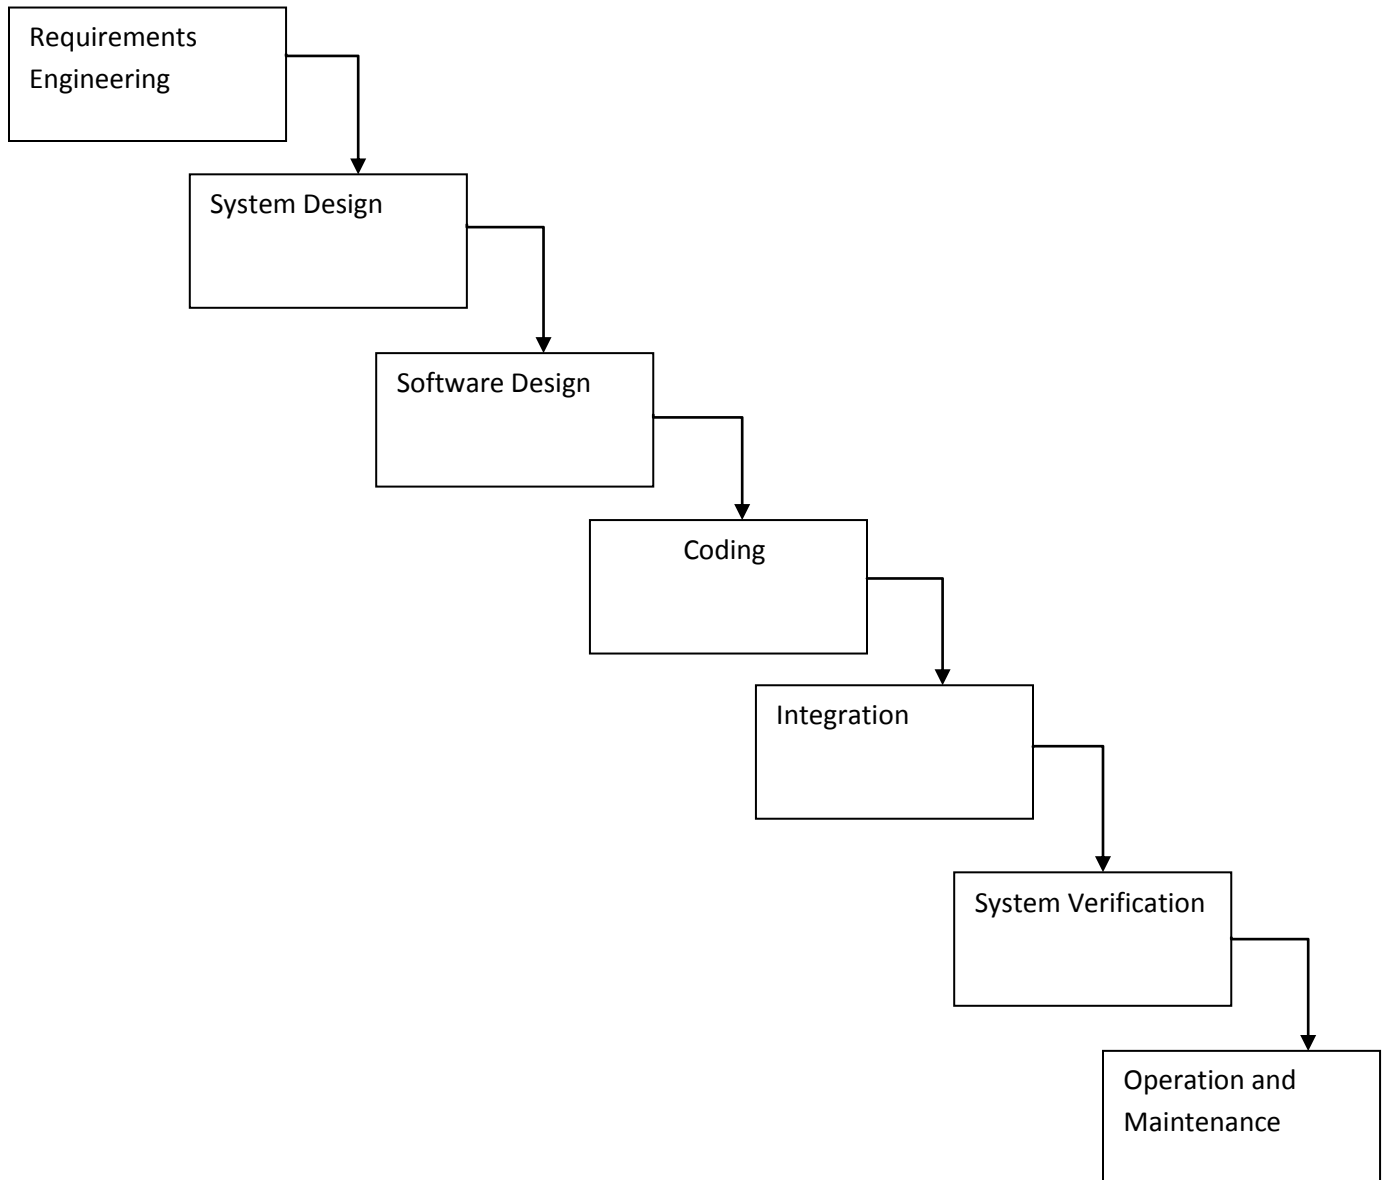 Requirements
Engineering
System Design
Software Design
Coding
Integration
System Verification
Operation and
Maintenance